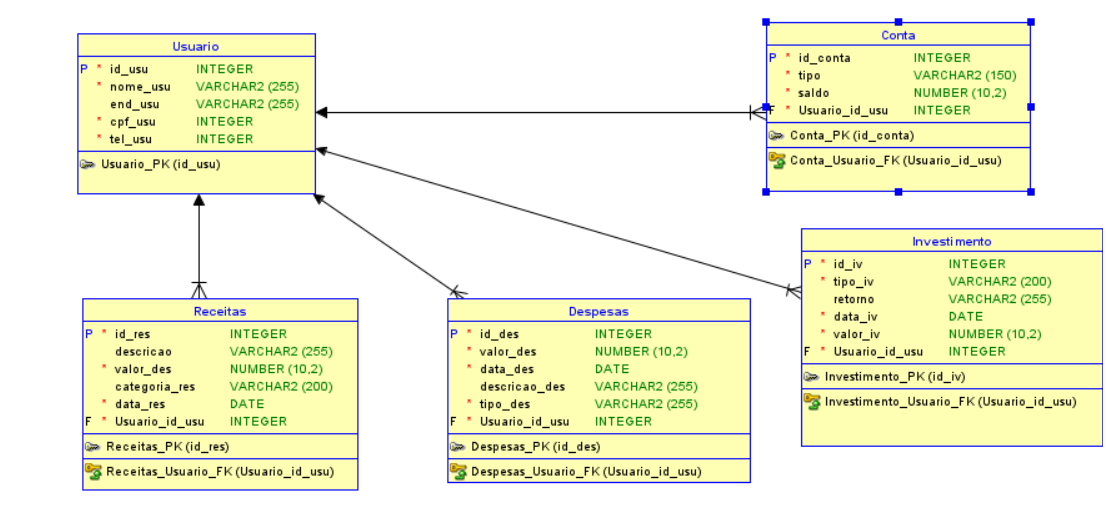 Usuario
P * id_usu INTEGER
* nome_usu VARCHAR2 (255)
end_usu VARCHAR2 (255)
* cpf_usu INTEGER
* tel_usu INTEGER
Usuario_PK (id_usu)
Conta
P * id_conta INTEGER
* tipo VARCHAR2 (150)
* saldo NUMBER (10,2)
F * Usuario_id_usu INTEGER
Conta_PK (id_conta)
Conta_Usuario_FK (Usuario_id_usu)
Investimento
P * id_iv INTEGER
* tipo_iv VARCHAR2 (200)
retorno VARCHAR2 (255)
* data_iv DATE
* valor_iv NUMBER (10,2)
F * Usuario_id_usu INTEGER
Investimento_PK (id_iv)
Investimento_Usuario_FK (Usuario_id_usu)
Receitas
P * id_res INTEGER
descricao VARCHAR2 (255)
* valor_des NUMBER (10,2)
categoria_res VARCHAR2 (200)
* data_res DATE
F * Usuario_id_usu INTEGER
Receitas_PK (id_res)
Receitas_Usuario_FK (Usuario_id_usu)
Despesas
P * id_des INTEGER
* valor_des NUMBER (10,2)
* data_des DATE
descricao_des VARCHAR2 (255)
* tipo_des VARCHAR2 (255)
F * Usuario_id_usu INTEGER
Despesas_PK (id_des)
Despesas_Usuario_FK (Usuario_id_usu)